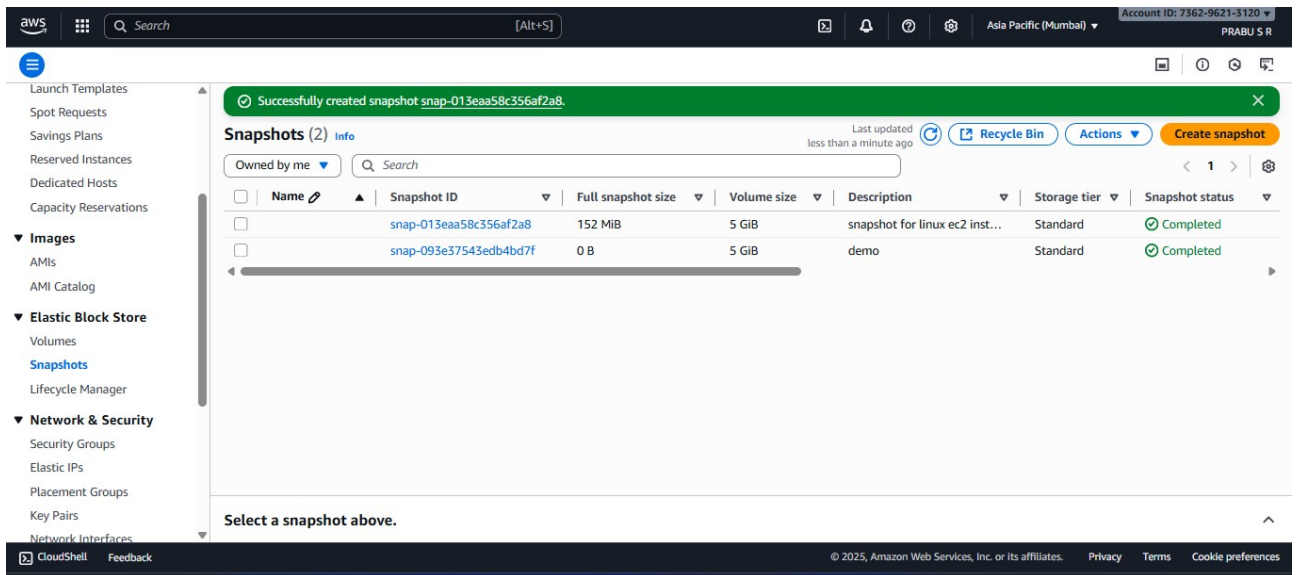 aws Search [Alt+S] Asia Pacific (Mumbai) Account ID: 7362-9621-3120
PRABU S R
Launch Templates
Spot Requests
Savings Plans
Reserved Instances
Dedicated Hosts
Capacity Reservations
Images
AMIs
AMI Catalog
Elastic Block Store
Volumes
Snapshots
Lifecycle Manager
Network & Security
Security Groups
Elastic IPs
Placement Groups
Key Pairs
Network Interfaces
Successfully created snapshot snap-013eaa58c356af2a8.
Snapshots (2) Info
Last updated
less than a minute ago
Recycle Bin Actions Create snapshot
Owned by me Search 1
Name Snapshot ID Full snapshot size Volume size Description Storage tier Snapshot status
snap-013eaa58c356af2a8 152 MiB 5 GiB snapshot for linux ec2 inst... Standard Completed
snap-093e37543edb4bd7f 0 B 5 GiB demo Standard Completed
Select a snapshot above.
CloudShell Feedback © 2025, Amazon Web Services, Inc. or its affiliates. Privacy Terms Cookie preferences